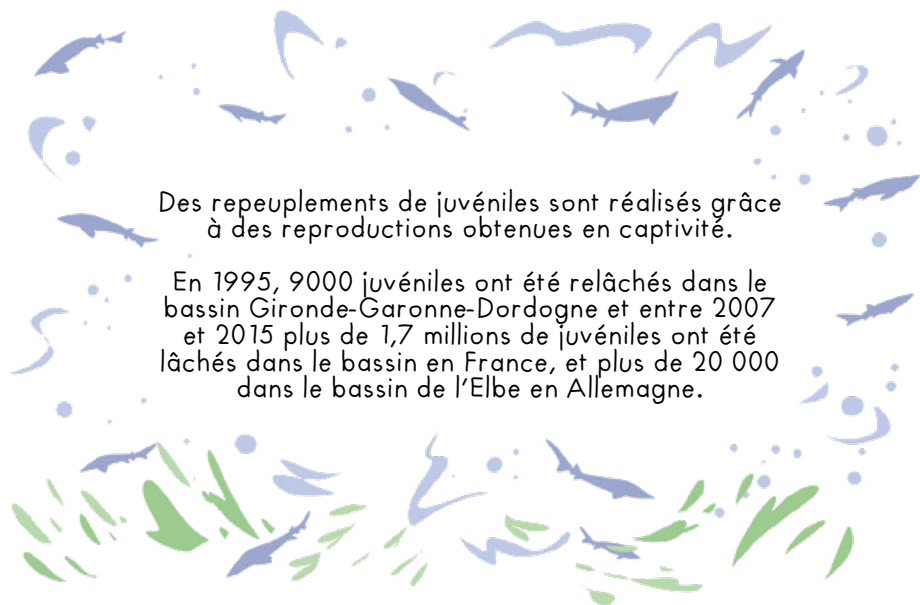 Des repeuplements de juvéniles sont réalisés grâce
à des reproductions obtenues en captivité.
En 1995, 9000 juvéniles ont été relâchés dans le
bassin Gironde-Garonne-Dordogne et entre 2007
et 2015 plus de 1,7 millions de juvéniles ont été
lâchés dans le bassin en France, et plus de 20 000
dans le bassin de l'Elbe en Allemagne.